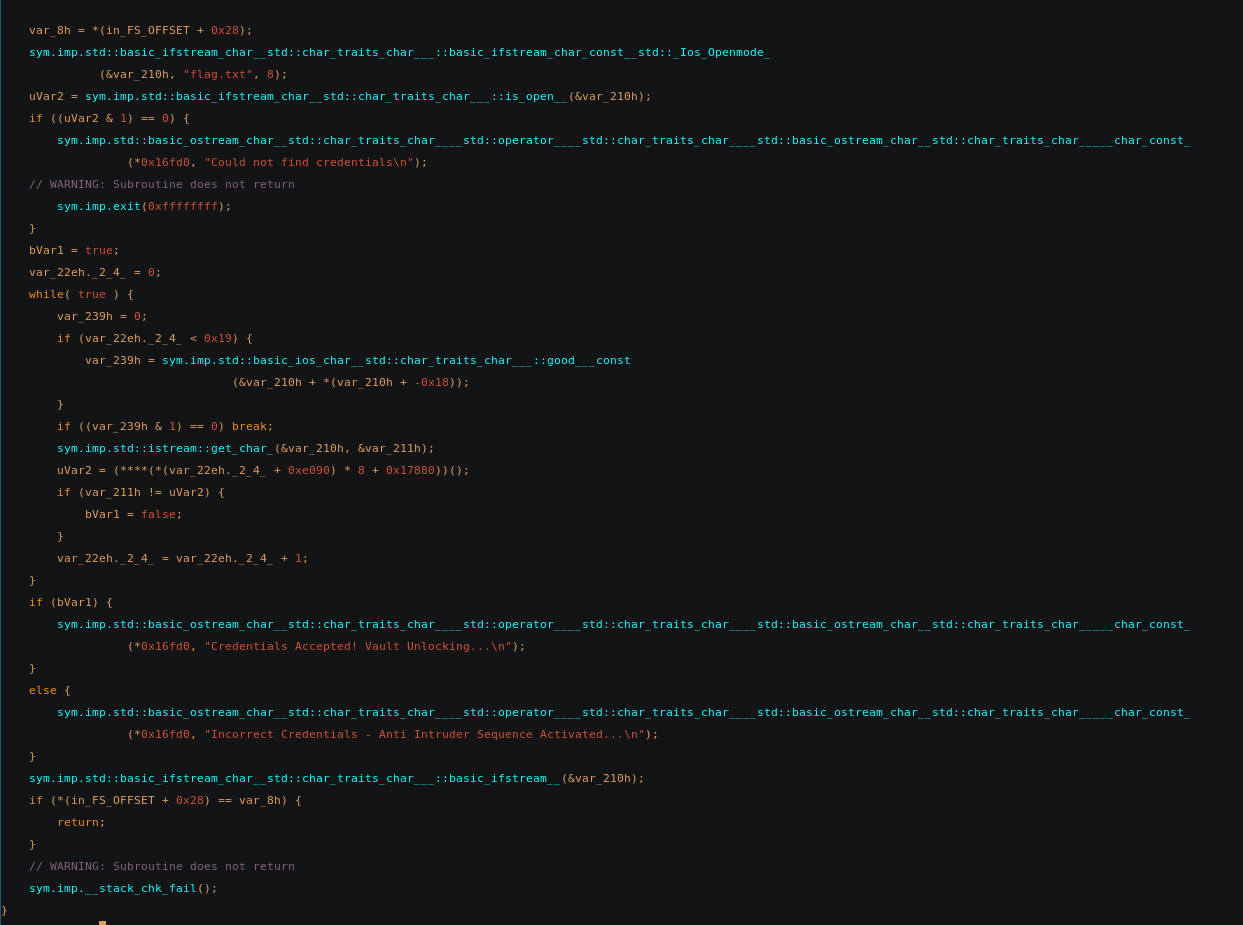 var_8h = *(in_FS_OFFSET + 0x28);
sym.imp.std::basic_ifstream_char__std::char_traits_char___::basic_ifstream_char_const__std::_Ios_Openmode_
(&var_210h, "flag.txt", 8);
uVar2 = sym.imp.std::basic_ifstream_char__std::char_traits_char___::is_open__(&var_210h);
if ((uVar2 & 1) == 0) {
sym.imp.std::basic_ostream_char__std::char_traits_char____std::operator____std::char_traits_char____std::basic_ostream_char__std::char_traits_char_____char_const_
(*0x16fd0, "Could not find credentials\n");
// WARNING: Subroutine does not return
sym.imp.exit(0xffffffff);
}
bVar1 = true;
var_22eh._2_4_ = 0;
while( true ) {
var_239h = 0;
if (var_22eh._2_4_ < 0x19) {
var_239h = sym.imp.std::basic_ios_char__std::char_traits_char___::good___const
(&var_210h + *(var_210h + -0x18));
}
if ((var_239h & 1) == 0) break;
sym.imp.std::istream::get_char_(&var_210h, &var_211h);
uVar2 = (****(*(var_22eh._2_4_ + 0xe090) * 8 + 0x17880))();
if (var_211h != uVar2) {
bVar1 = false;
}
var_22eh._2_4_ = var_22eh._2_4_ + 1;
}
if (bVar1) {
sym.imp.std::basic_ostream_char__std::char_traits_char____std::operator____std::char_traits_char____std::basic_ostream_char__std::char_traits_char_____char_const_
(*0x16fd0, "Credentials Accepted! Vault Unlocking...\n");
}
else {
sym.imp.std::basic_ostream_char__std::char_traits_char____std::operator____std::char_traits_char____std::basic_ostream_char__std::char_traits_char_____char_const_
(*0x16fd0, "Incorrect Credentials - Anti Intruder Sequence Activated...\n");
}
sym.imp.std::basic_ifstream_char__std::char_traits_char___::basic_ifstream__(&var_210h);
if (*(in_FS_OFFSET + 0x28) == var_8h) {
return;
}
// WARNING: Subroutine does not return
sym.imp.__stack_chk_fail();
}